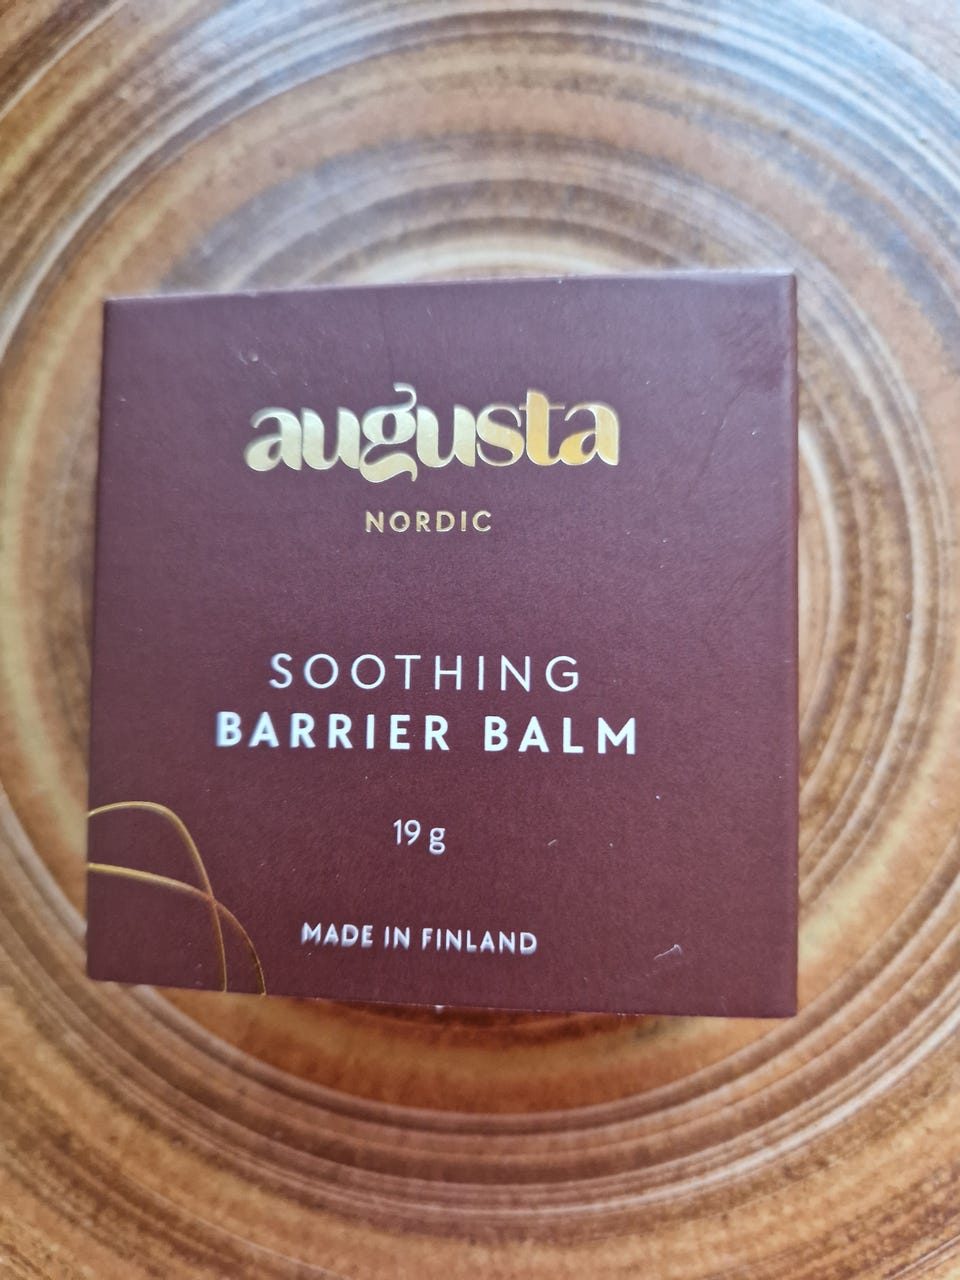 augusta
NORDIC
SOOTHING
BARRIER BALM
19 g
MADE IN FINLAND